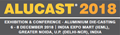 ALUCAST® 2018
EXHIBITION & CONFERENCE - ALUMINIUM DIE-CASTING
6 - 8 DECEMBER 2018 | INDIA EXPO MART (IEML),
GREATER NOIDA, U.P. (DELHI-NCR), INDIA